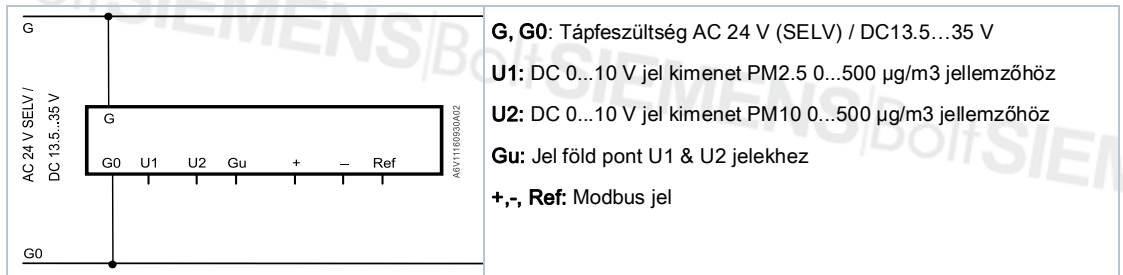 G
AC 24 V SELV /
DC 13.5...35 V
G
G0 U1 U2 Gu + – Ref
A6V11160930A02
G0
G, G0: Tápfeszültség AC 24 V (SELV) / DC13.5…35 V
U1: DC 0...10 V jel kimenet PM2.5 0...500 µg/m3 jellemzőhöz
U2: DC 0...10 V jel kimenet PM10 0...500 µg/m3 jellemzőhöz
Gu: Jel föld pont U1 & U2 jelekhez
+,-, Ref: Modbus jel
SIEMENS|BoltSIEMENS|BoltSIEMENS